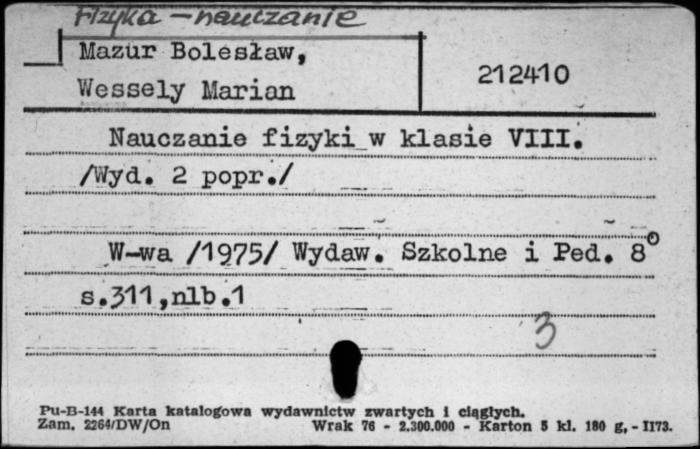 Fizyka - nauczanie
Mazur Bolesław,
Wessely Marian
212410
Nauczanie fizyki w klasie VIII.
/Wyd. 2 popr./
W-wa /1975/ Wydaw. Szkolne i Ped. 8°
s.311,nlb.1
3
Pu-B-144 Karta katalogowa wydawnictw zwartych i ciągłych.
Zam. 2264/DW/On Wrak 76 - 2.300.000 - Karton 5 kl. 180 g. - II73.